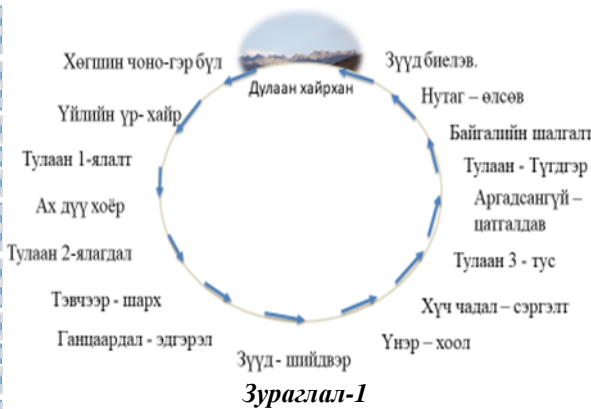 Дулаан хайрхан
Хөгшин чоно-гэр бүл
Үйлийн үр- хайр
Тулаан 1-ялалт
Ах дүү хоёр
Тулаан 2-ялагдал
Тэвчээр - шарх
Ганцаардал - эдгэрэл
Зүүд - шийдвэр
Үнэр – хоол
Хүч чадал – сэргэлт
Тулаан 3 - тус
Аргадсангүй –
цатгалдав
Тулаан - Түгдгэр
Байгалийн шалгалт
Нутаг – өлсөв
Зүүд биелэв.
Зураглал-1